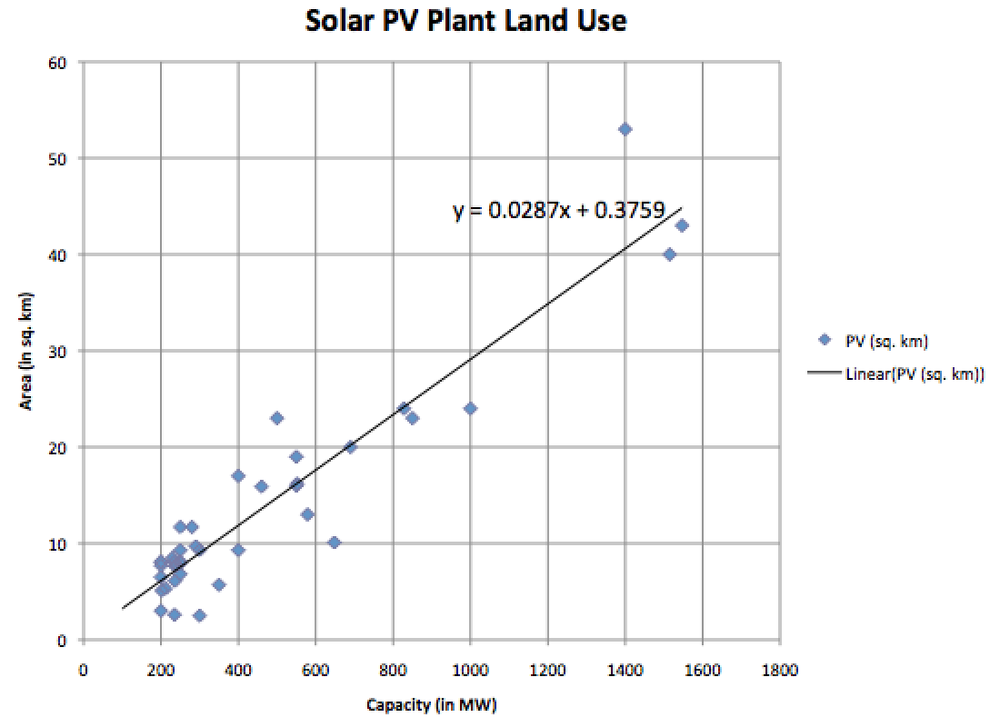 Solar PV Plant Land Use
60
50
40
30
20
10
0
Area (in sq. km)
y = 0.0287x + 0.3759
PV (sq. km)
Linear(PV (sq. km))
0 200 400 600 800 1000 1200 1400 1600 1800
Capacity (in MW)